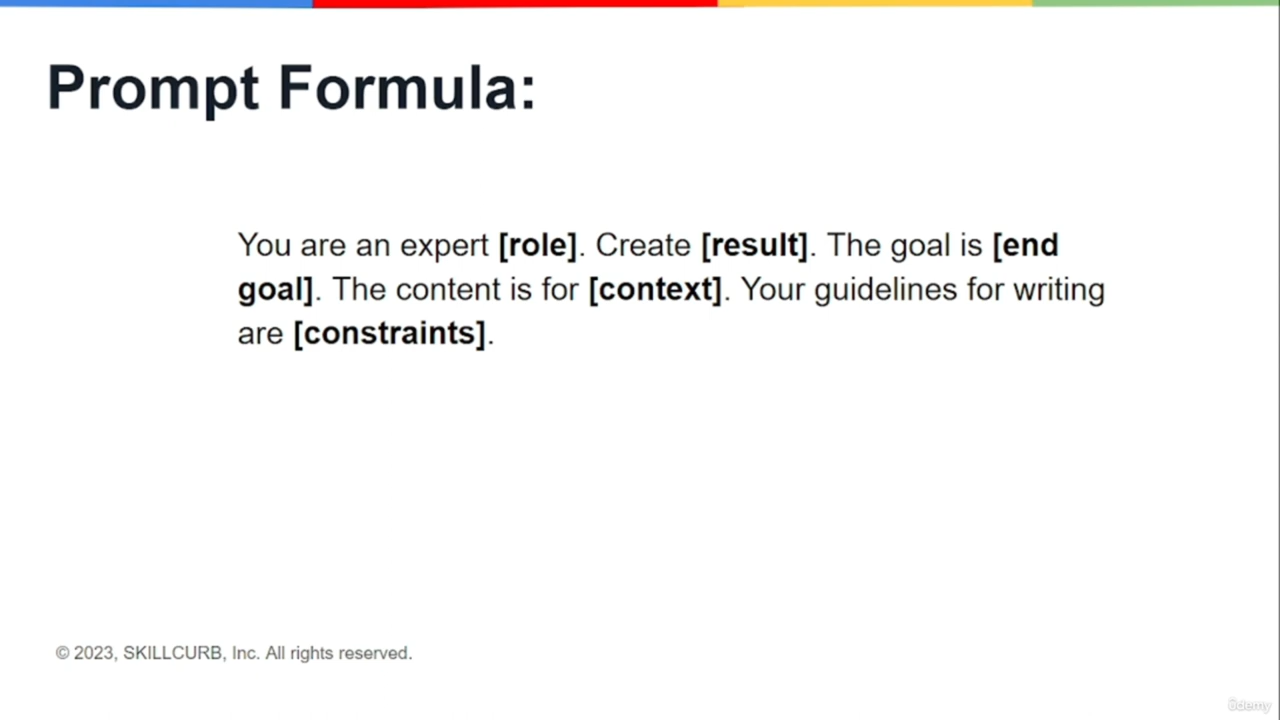 Prompt Formula:
You are an expert [role]. Create [result]. The goal is [end
goal]. The content is for [context]. Your guidelines for writing
are [constraints].
© 2023, SKILLCURB, Inc. All rights reserved.
ûdemy